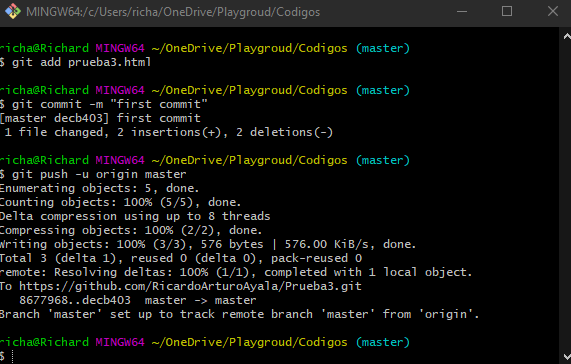 MINGW64:/c/Users/richa/OneDrive/Playgroud/Codigos
richa@Richard MINGW64 ~/OneDrive/Playgroud/Codigos (master)
$ git add prueba3.html
richa@Richard MINGW64 ~/OneDrive/Playgroud/Codigos (master)
$ git commit -m "first commit"
[master decb403] first commit
 1 file changed, 2 insertions(+), 2 deletions(-)
richa@Richard MINGW64 ~/OneDrive/Playgroud/Codigos (master)
$ git push -u origin master
Enumerating objects: 5, done.
Counting objects: 100% (5/5), done.
Delta compression using up to 8 threads
Compressing objects: 100% (2/2), done.
Writing objects: 100% (3/3), 576 bytes | 576.00 KiB/s, done.
Total 3 (delta 1), reused 0 (delta 0), pack-reused 0
remote: Resolving deltas: 100% (1/1), completed with 1 local object.
To https://github.com/RicardoArturoAyala/Prueba3.git
   8677968..decb403  master -> master
Branch 'master' set up to track remote branch 'master' from 'origin'.
richa@Richard MINGW64 ~/OneDrive/Playgroud/Codigos (master)
$